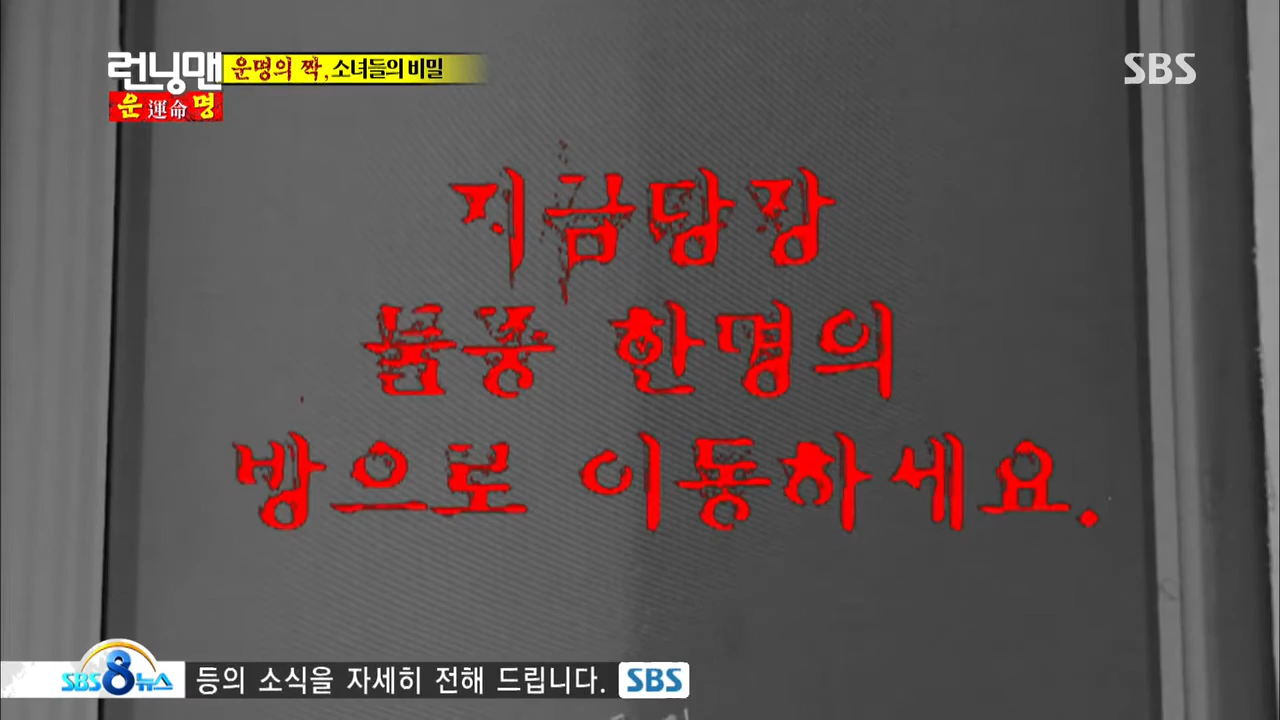 런닝맨
운명의 짝, 소녀들의 비밀
SBS
운 運命 명
지금당장
품풍 한명의
방으로 이동하세요.
SBS 8 뉴스
등의 소식을 자세히 전해 드립니다.
SBS